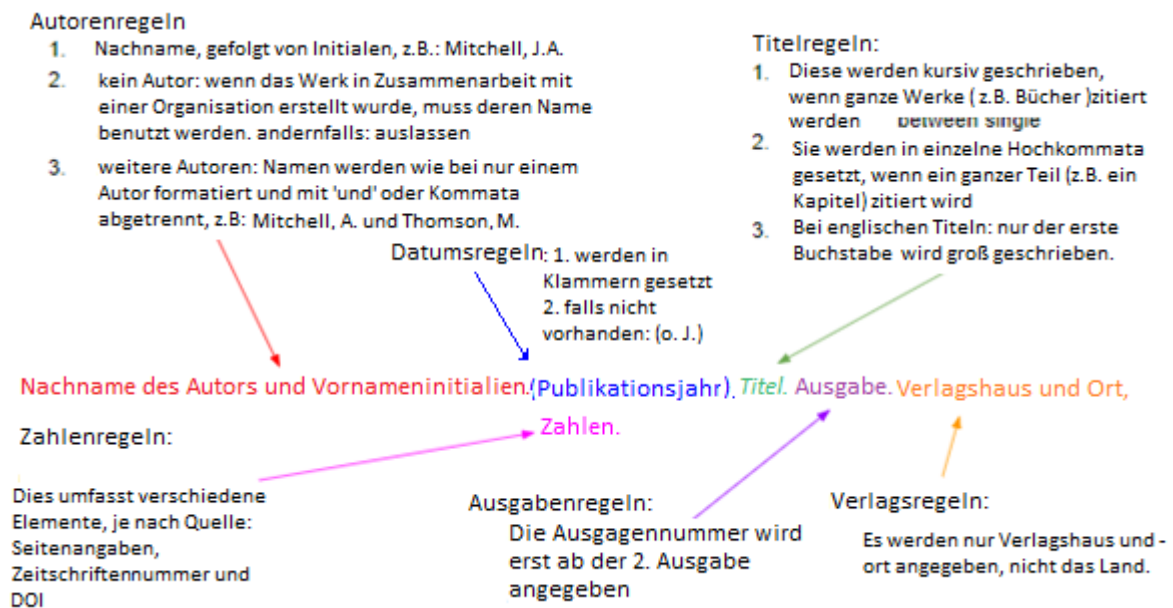 Autorenregeln
1. Nachname, gefolgt von Initialen, z.B.: Mitchell, J.A.
2. kein Autor: wenn das Werk in Zusammenarbeit mit
einer Organisation erstellt wurde, muss deren Name
benutzt werden. andernfalls: auslassen
3. weitere Autoren: Namen werden wie bei nur einem
Autor formatiert und mit 'und' oder Kommata
abgetrennt, z.B: Mitchell, A. und Thomson, M.
Titelregeln:
1. Diese werden kursiv geschrieben,
wenn ganze Werke ( z.B. Bücher )zitiert
werden between single
2. Sie werden in einzelne Hochkommata
gesetzt, wenn ein ganzer Teil (z.B. ein
Kapitel) zitiert wird
3. Bei englischen Titeln: nur der erste
Buchstabe wird groß geschrieben.
Datumsregeln: 1. werden in
Klammern gesetzt
2. falls nicht
vorhanden: (o. J.)
Nachname des Autors und Vornameninitialien.(Publikationsjahr). Titel. Ausgabe. Verlagshaus und Ort,
Zahlen.
Zahlenregeln:
Dies umfasst verschiedene
Elemente, je nach Quelle:
Seitenangaben,
Zeitschriftennummer und
DOI
Ausgabenregeln:
Die Ausgagennummer wird
erst ab der 2. Ausgabe
angegeben
Verlagsregeln:
Es werden nur Verlagshaus und -
ort angegeben, nicht das Land.